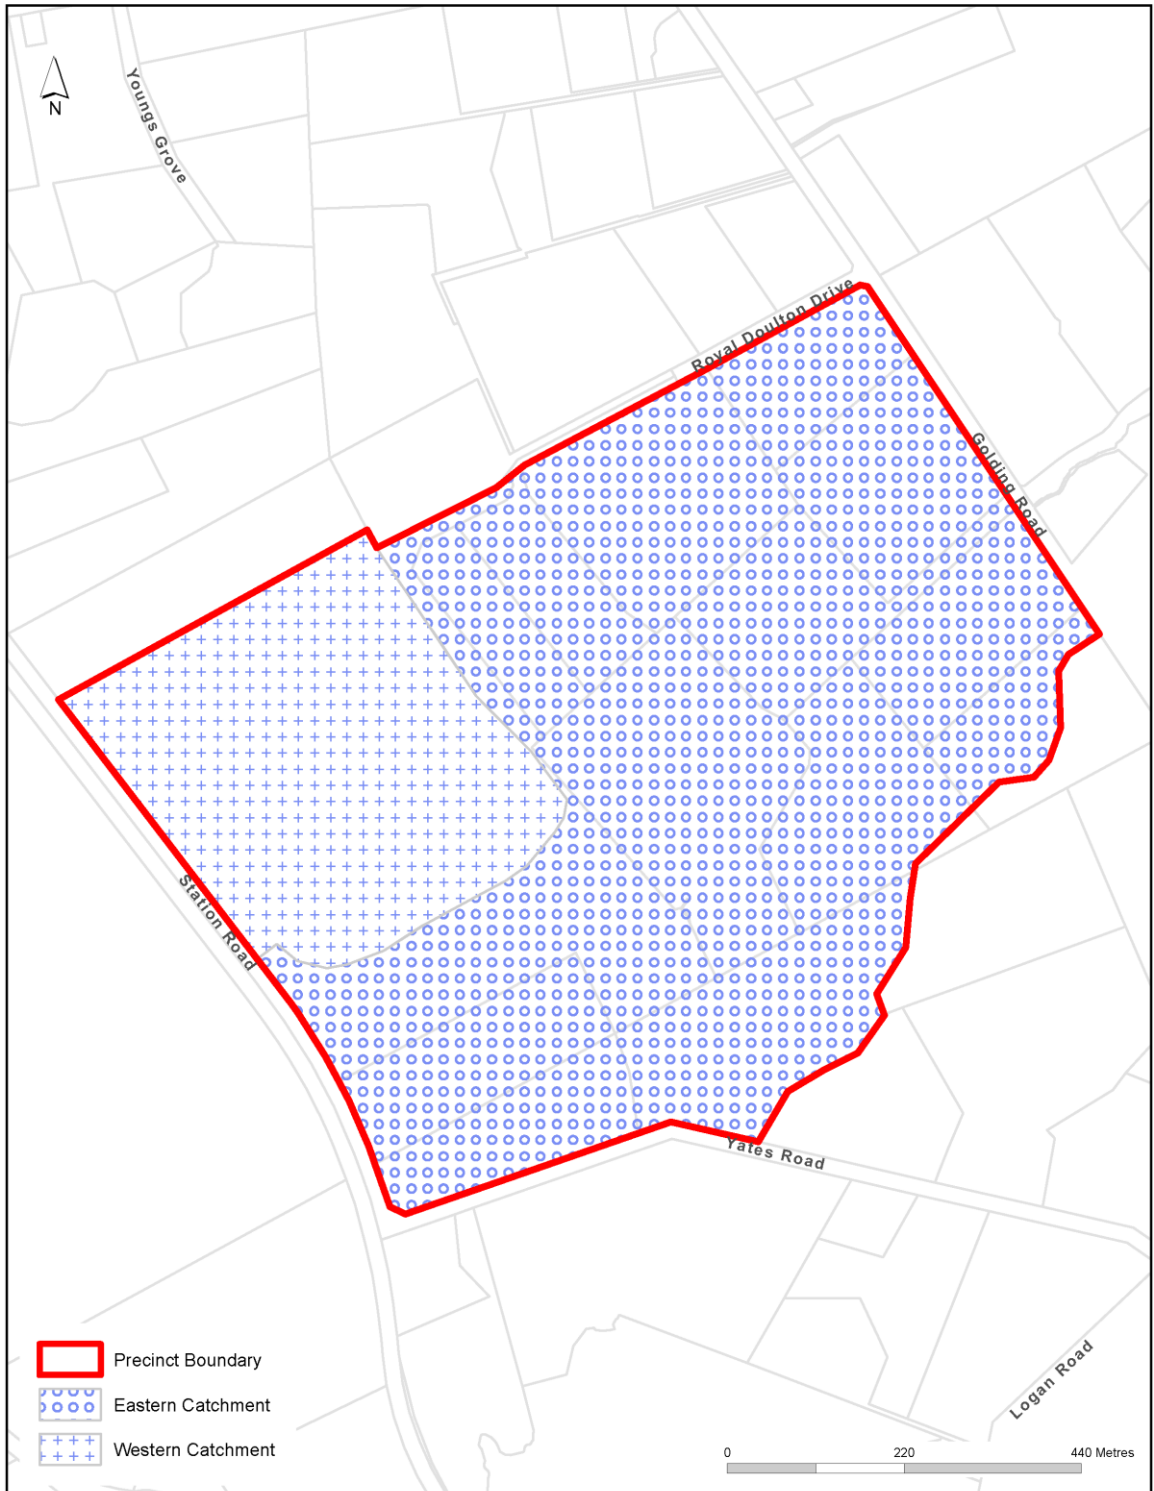 Youngs Grove
N
Royal Doulton Drive
Golding Road
Station Road
Yates Road
Logan Road
Precinct Boundary
Eastern Catchment
Western Catchment
0 220 440 Metres